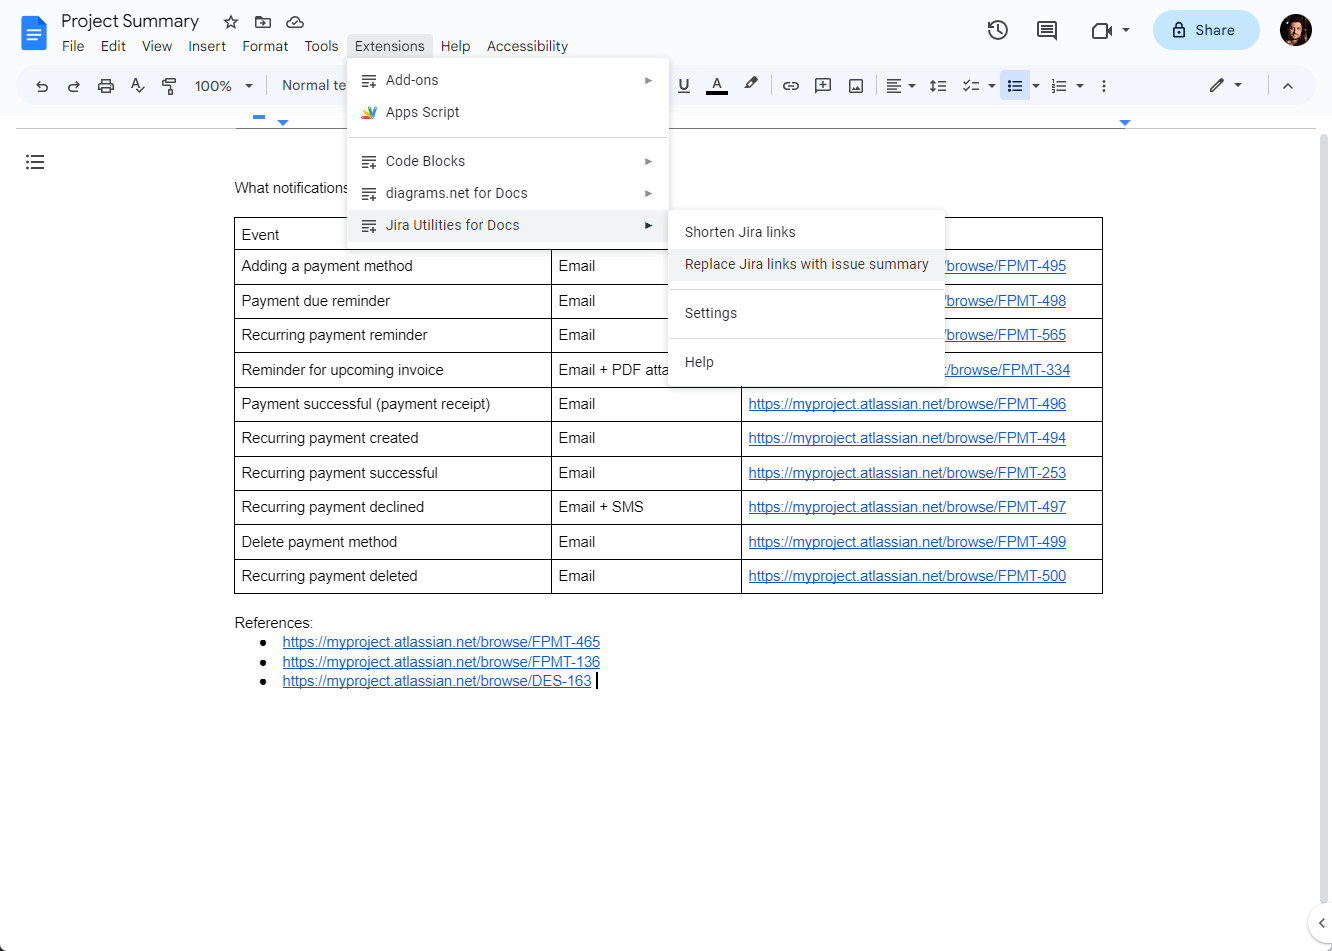 Project Summary
File Edit View Insert Format Tools Extensions Help Accessibility
Share
100% Normal te
Add-ons
Apps Script
Code Blocks
diagrams.net for Docs
Jira Utilities for Docs
Shorten Jira links
Replace Jira links with issue summary
Settings
Help
What notifications
Event
Adding a payment method Email /browse/FPMT-495
Payment due reminder Email /browse/FPMT-498
Recurring payment reminder Email /browse/FPMT-565
Reminder for upcoming invoice Email + PDF atta /browse/FPMT-334
Payment successful (payment receipt) Email https://myproject.atlassian.net/browse/FPMT-496
Recurring payment created Email https://myproject.atlassian.net/browse/FPMT-494
Recurring payment successful Email https://myproject.atlassian.net/browse/FPMT-253
Recurring payment declined Email + SMS https://myproject.atlassian.net/browse/FPMT-497
Delete payment method Email https://myproject.atlassian.net/browse/FPMT-499
Recurring payment deleted Email https://myproject.atlassian.net/browse/FPMT-500
References:
● https://myproject.atlassian.net/browse/FPMT-465
● https://myproject.atlassian.net/browse/FPMT-136
● https://myproject.atlassian.net/browse/DES-163